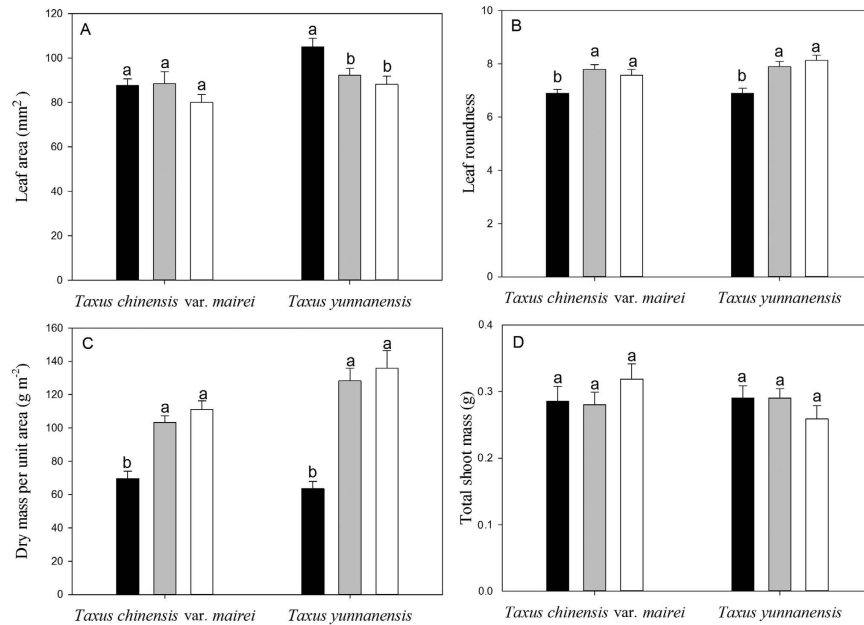 A
Leaf area (mm²)
120
100
80
60
40
20
0
a
a
a
a
b
b
Taxus chinensis var. mairei
Taxus yunnanensis
B
Leaf roundness
10
8
6
4
2
0
b
a
a
b
a
a
Taxus chinensis var. mairei
Taxus yunnanensis
C
Dry mass per unit area (g m⁻²)
160
140
120
100
80
60
40
20
0
b
a
a
b
a
a
Taxus chinensis var. mairei
Taxus yunnanensis
D
Total shoot mass (g)
0.4
0.3
0.2
0.1
0.0
a
a
a
a
a
a
Taxus chinensis var. mairei
Taxus yunnanensis